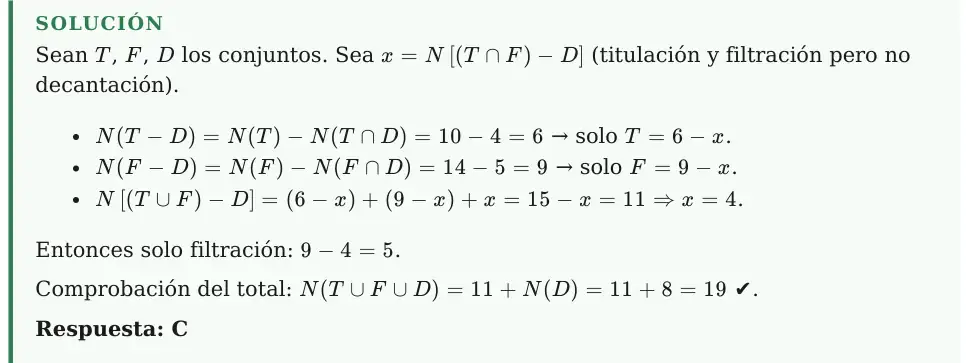 SOLUCIÓN
Sean T, F, D los conjuntos. Sea x = N [(T ∩ F) − D] (titulación y filtración pero no
decantación).
• N(T − D) = N(T) − N(T ∩ D) = 10 − 4 = 6 → solo T = 6 − x.
• N(F − D) = N(F) − N(F ∩ D) = 14 − 5 = 9 → solo F = 9 − x.
• N [(T ∪ F) − D] = (6 − x) + (9 − x) + x = 15 − x = 11 ⇒ x = 4.
Entonces solo filtración: 9 − 4 = 5.
Comprobación del total: N(T ∪ F ∪ D) = 11 + N(D) = 11 + 8 = 19 ✔.
Respuesta: C